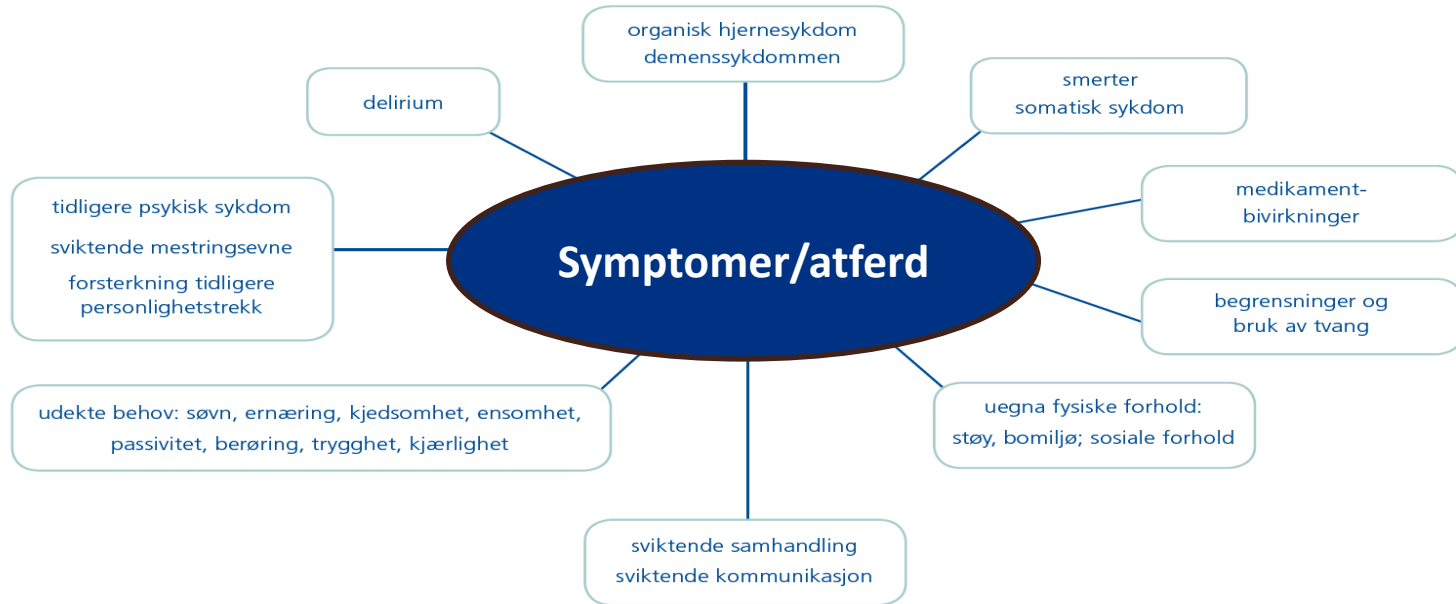 organisk hjernesykdom
demenssykdommen
delirium
smerter
somatisk sykdom
tidligere psykisk sykdom
sviktende mestringsevne
forsterkning tidligere
personlighetstrekk
medikament-
bivirkninger
Symptomer/atferd
begrensninger og
bruk av tvang
udekte behov: søvn, ernæring, kjedsomhet, ensomhet,
passivitet, berøring, trygghet, kjærlighet
uegna fysiske forhold:
støy, bomiljø; sosiale forhold
sviktende samhandling
sviktende kommunikasjon